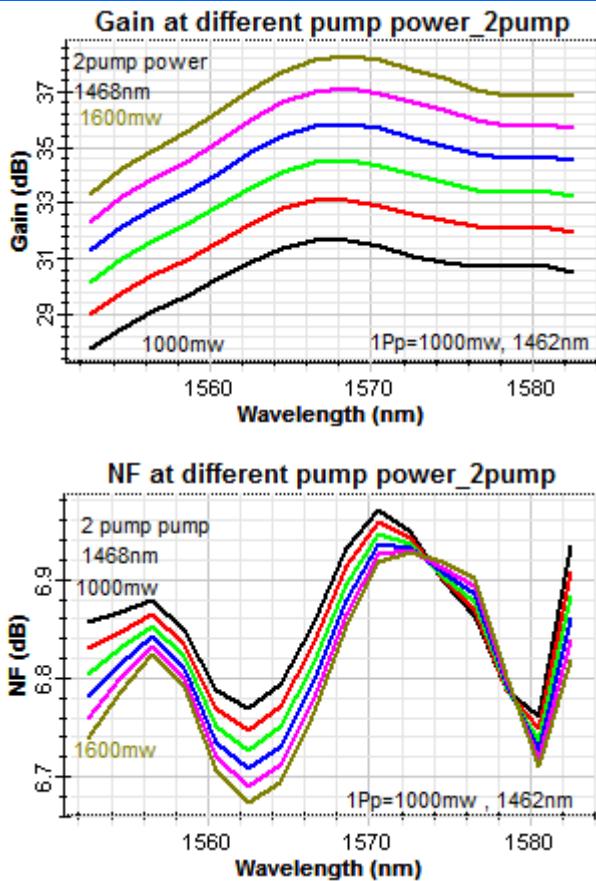 Gain at different pump power_2pump
2pump power
1468nm
1600mw
1000mw
1Pp=1000mw, 1462nm
Gain (dB)
37
35
33
31
29
1560
1570
1580
Wavelength (nm)
NF at different pump power_2pump
2 pump pump
1468nm
1000mw
1600mw
1Pp=1000mw , 1462nm
NF (dB)
6.9
6.8
6.7
1560
1570
1580
Wavelength (nm)